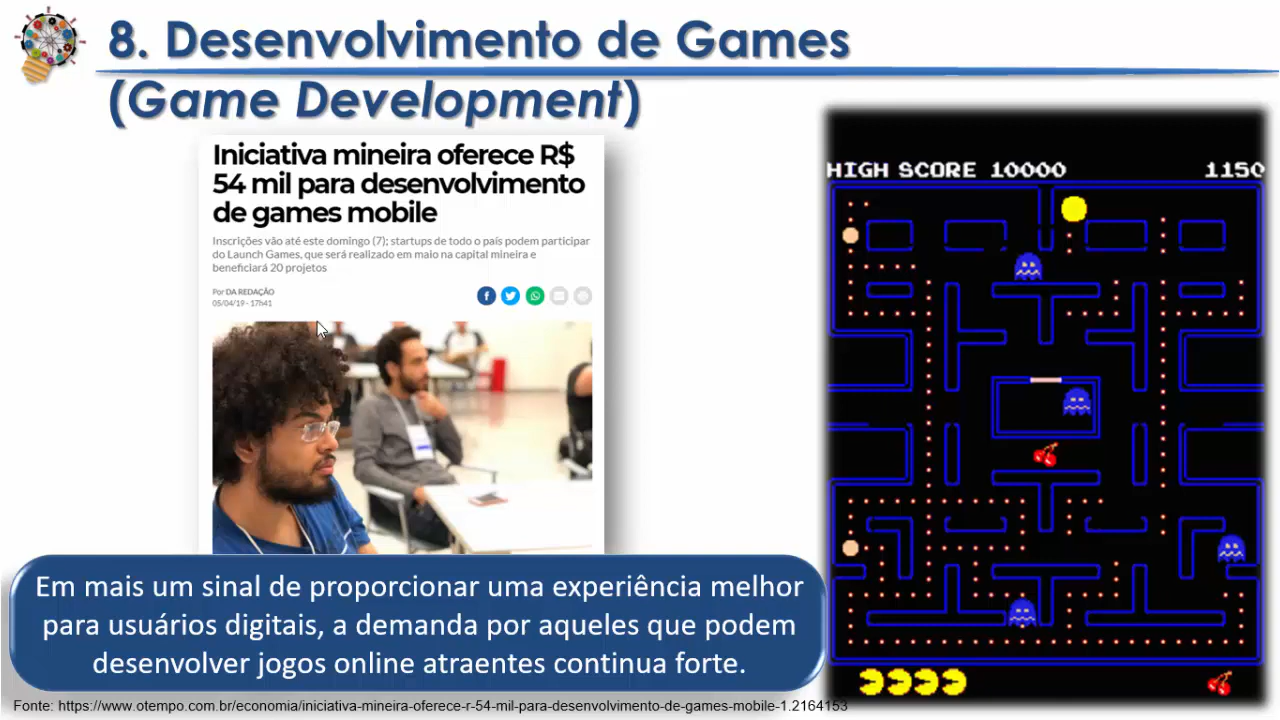 8. Desenvolvimento de Games
(Game Development)
Iniciativa mineira oferece R$
54 mil para desenvolvimento
de games mobile
Inscrições vão até este domingo (7); startups de todo o país podem participar
do Launch Games, que será realizado em maio na capital mineira e
beneficiará 20 projetos
Por DA REDAÇÃO
05/04/19 - 17h41
HIGH SCORE 10000 1150
Em mais um sinal de proporcionar uma experiência melhor
para usuários digitais, a demanda por aqueles que podem
desenvolver jogos online atraentes continua forte.
Fonte: https://www.otempo.com.br/economia/iniciativa-mineira-oferece-r-54-mil-para-desenvolvimento-de-games-mobile-1.2164153